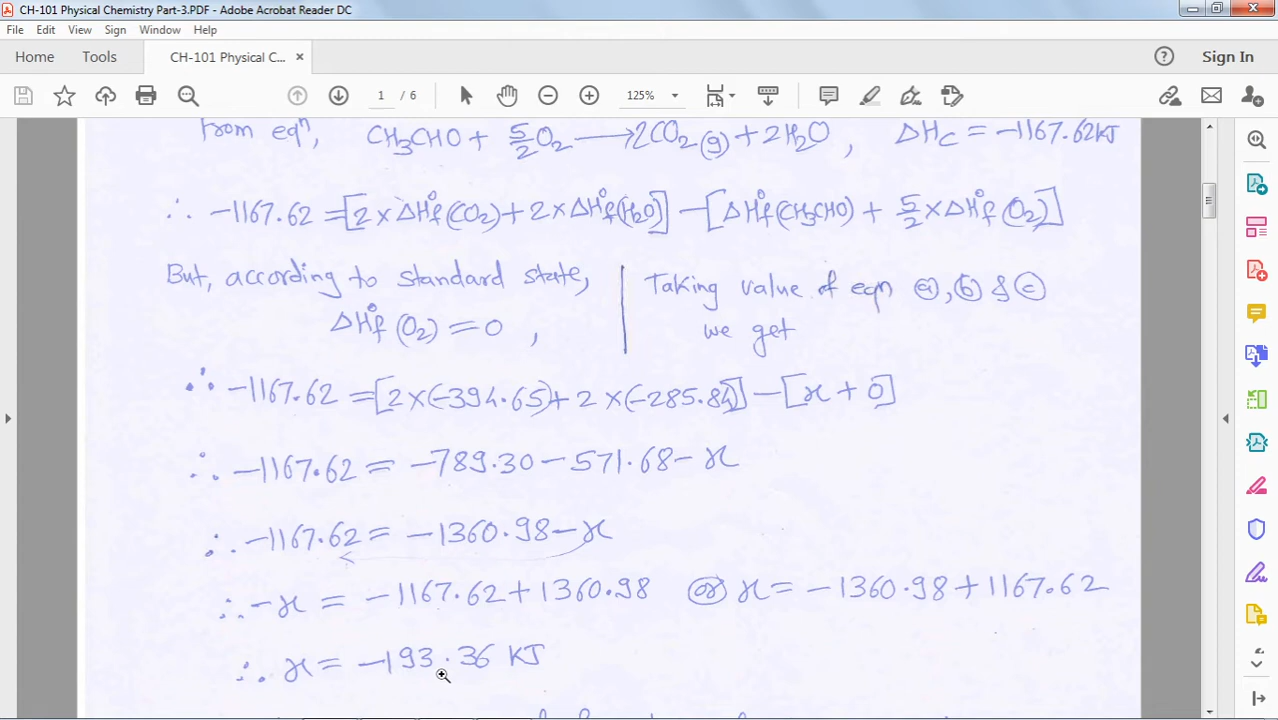 CH-101 Physical Chemistry Part-3.PDF - Adobe Acrobat Reader DC
File Edit View Sign Window Help
Home Tools CH-101 Physical C... × Sign In
1 / 6 125%
From eqⁿ, CH₃CHO + 5/2 O₂ ⟶ 2CO₂(g) + 2H₂O , ΔHc = -1167.62 KJ
∴ -1167.62 = [2 × ΔH°f(CO₂) + 2 × ΔH°f(H₂O)] - [ΔH°f(CH₃CHO) + 5/2 × ΔH°f(O₂)]
But, according to standard state,
ΔH°f(O₂) = 0 ,
Taking value of eqn ⓐ, ⓑ & ⓒ
we get
∴ -1167.62 = [2×(-394.65) + 2×(-285.84)] - [x + 0]
∴ -1167.62 = -789.30 - 571.68 - x
∴ -1167.62 = -1360.98 - x
∴ -x = -1167.62 + 1360.98 or x = -1360.98 + 1167.62
∴ x = -193.36 KJ